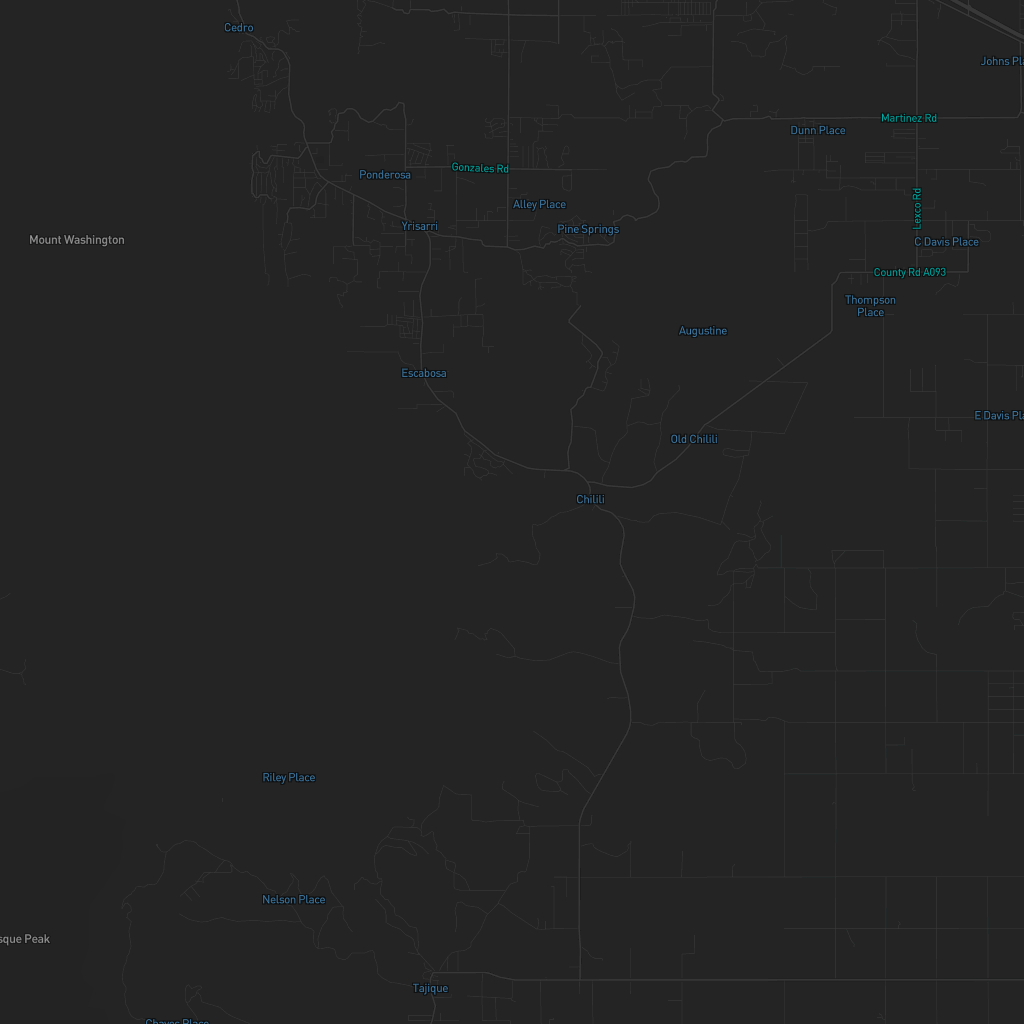 Cedro
Johns Pla
Martinez Rd
Dunn Place
Gonzales Rd
Ponderosa
Alley Place
Lexco Rd
Yrisarri
Pine Springs
Mount Washington
C Davis Place
County Rd A093
Thompson
Place
Augustine
Escabosa
E Davis Pla
Old Chilili
Chilili
Riley Place
Nelson Place
sque Peak
Tajique
Chaves Place